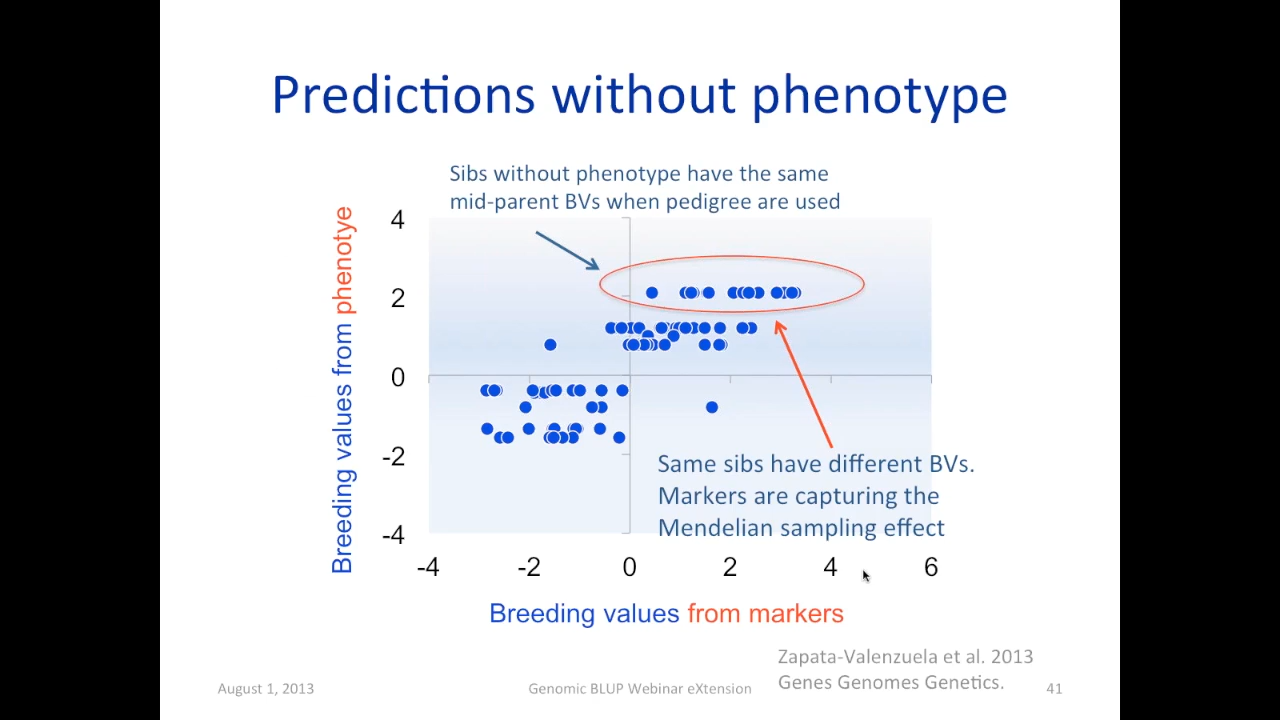 Predictions without phenotype
Sibs without phenotype have the same
mid-parent BVs when pedigree are used
Breeding values from phenotye
4
2
0
-2
-4
Same sibs have different BVs.
Markers are capturing the
Mendelian sampling effect
-4
-2
0
2
4
6
Breeding values from markers
Zapata-Valenzuela et al. 2013
Genes Genomes Genetics.
August 1, 2013
Genomic BLUP Webinar eXtension
41